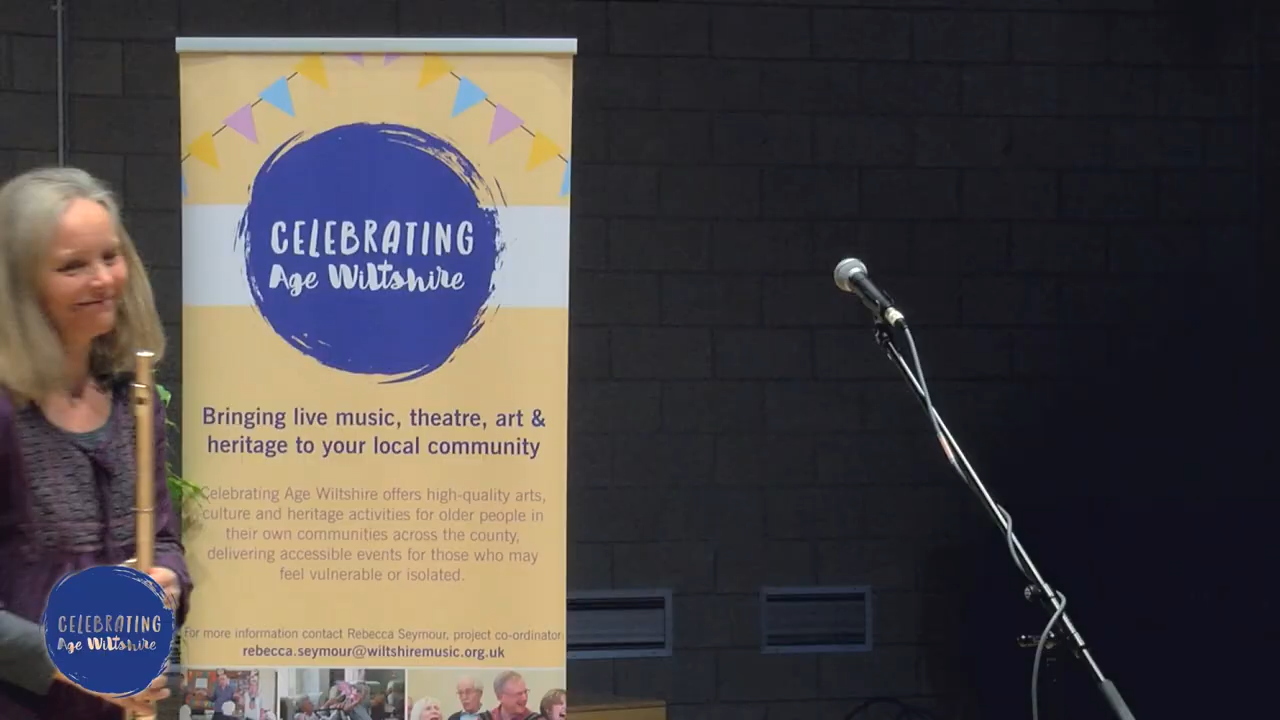 CELEBRATING
Age Wiltshire
Bringing live music, theatre, art &
heritage to your local community
Celebrating Age Wiltshire offers high-quality arts,
culture and heritage activities for older people in
their own communities across the county,
delivering accessible events for those who may
feel vulnerable or isolated.
For more information contact Rebecca Seymour, project co-ordinator
rebecca.seymour@wiltshiremusic.org.uk
CELEBRATING
Age Wiltshire